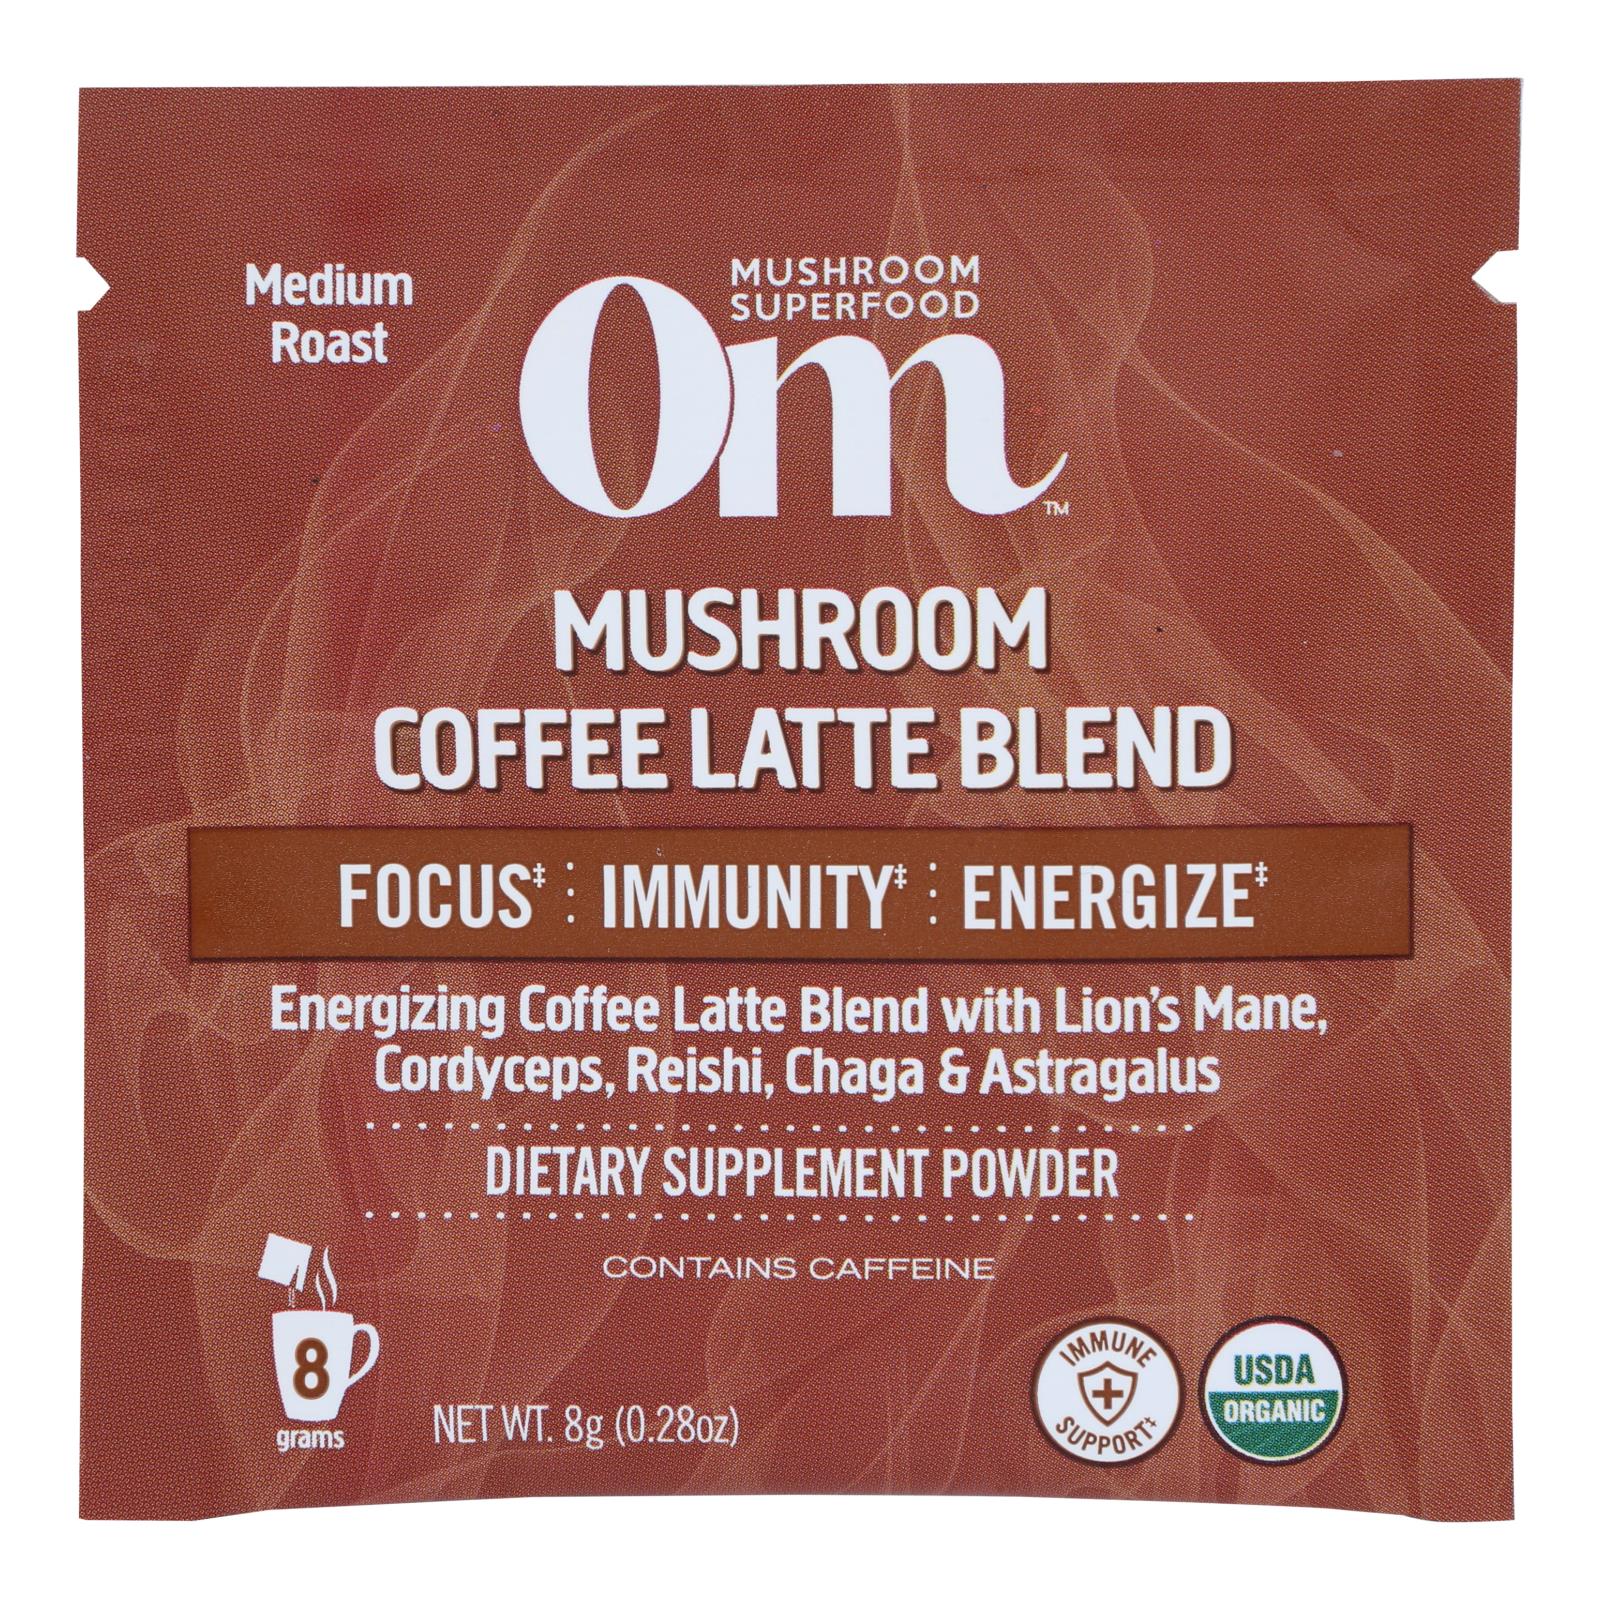 Medium
Roast
MUSHROOM
SUPERFOOD
Om™
MUSHROOM
COFFEE LATTE BLEND
FOCUS‡ ⋮ IMMUNITY‡ ⋮ ENERGIZE‡
Energizing Coffee Latte Blend with Lion's Mane,
Cordyceps, Reishi, Chaga & Astragalus
DIETARY SUPPLEMENT POWDER
CONTAINS CAFFEINE
8
grams
NET WT. 8g (0.28oz)
IMMUNE
SUPPORT‡
USDA
ORGANIC